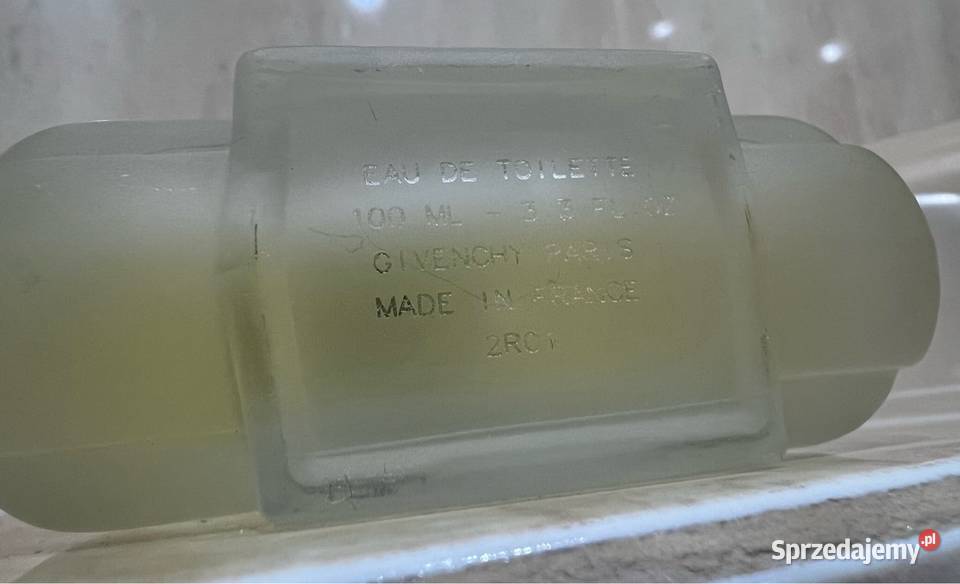 EAU DE TOILETTE
100 ML - 3.3 FL.OZ
GIVENCHY PARIS
MADE IN FRANCE
2RC1
Sprzedajemy.pl